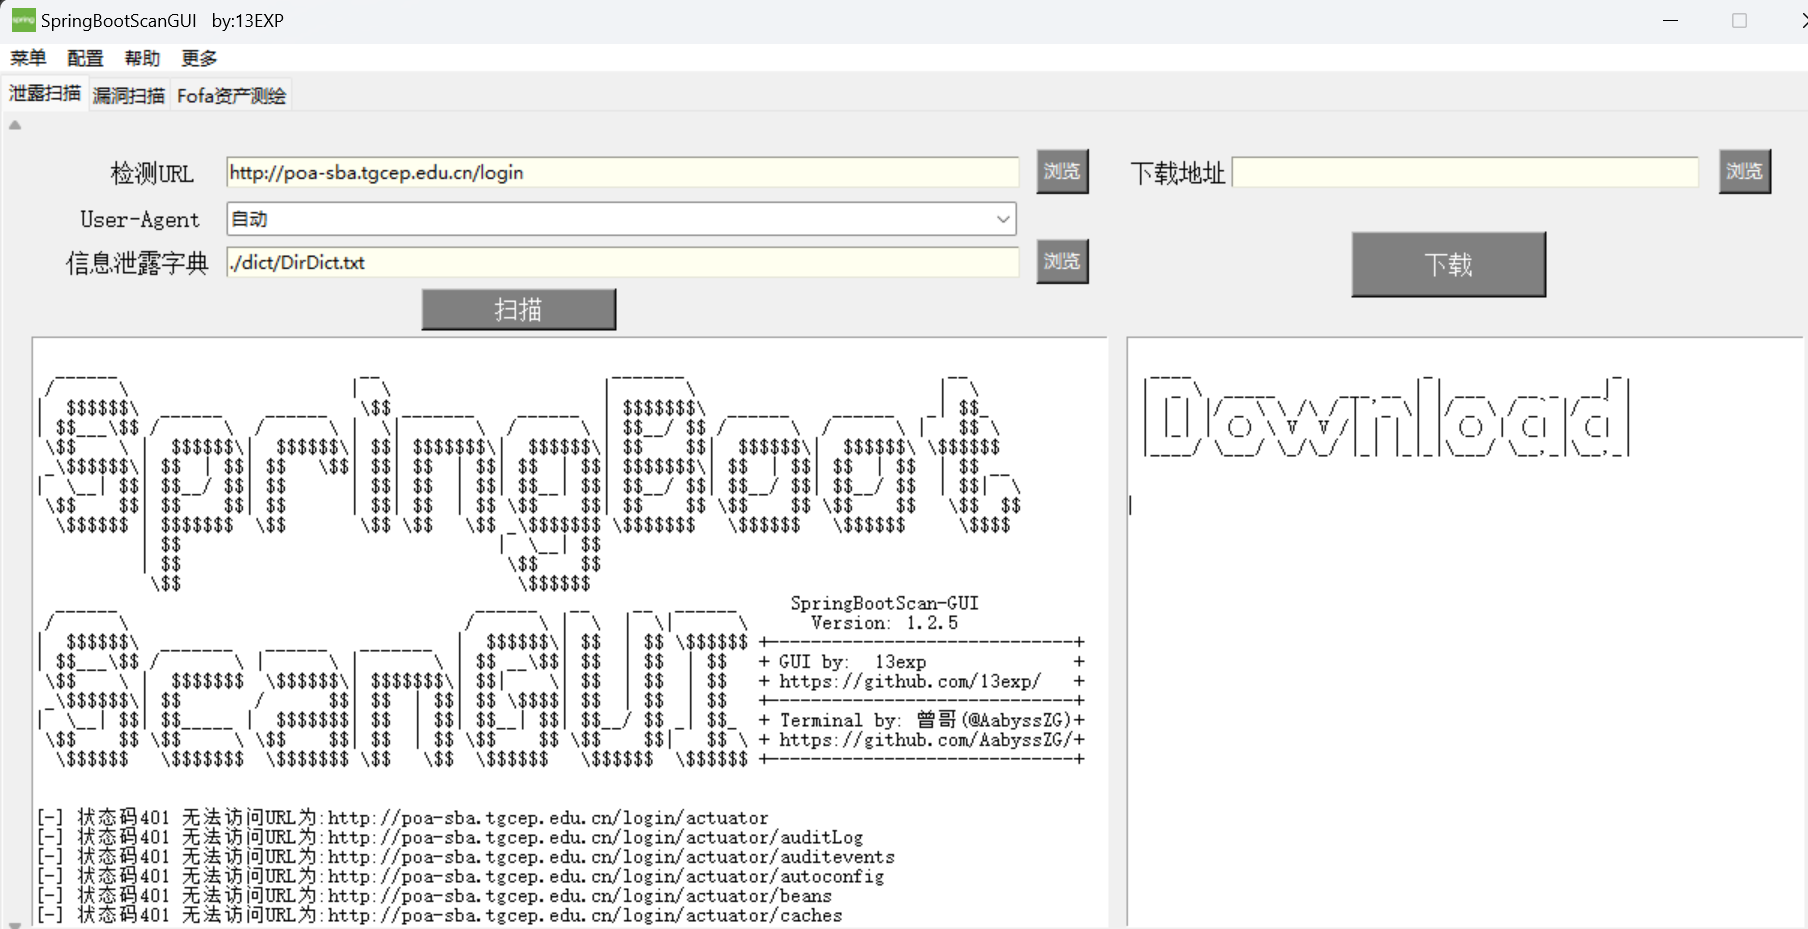 SpringBootScanGUI by:13EXP
菜单 配置 帮助 更多
泄露扫描 漏洞扫描 Fofa资产测绘
检测URL http://poa-sba.tgcep.edu.cn/login 浏览
User-Agent 自动
信息泄露字典 ./dict/DirDict.txt 浏览
扫描
下载地址 浏览
下载
SpringBoot
ScanGUI
SpringBootScan-GUI
Version: 1.2.5
+-----------------------------+
+ GUI by: 13exp +
+ https://github.com/13exp/ +
+-----------------------------+
+ Terminal by: 曾哥(@AabyssZG)+
+ https://github.com/AabyssZG/+
+-----------------------------+
[-] 状态码401 无法访问URL为:http://poa-sba.tgcep.edu.cn/login/actuator
[-] 状态码401 无法访问URL为:http://poa-sba.tgcep.edu.cn/login/actuator/auditLog
[-] 状态码401 无法访问URL为:http://poa-sba.tgcep.edu.cn/login/actuator/auditevents
[-] 状态码401 无法访问URL为:http://poa-sba.tgcep.edu.cn/login/actuator/autoconfig
[-] 状态码401 无法访问URL为:http://poa-sba.tgcep.edu.cn/login/actuator/beans
[-] 状态码401 无法访问URL为:http://poa-sba.tgcep.edu.cn/login/actuator/caches
Download